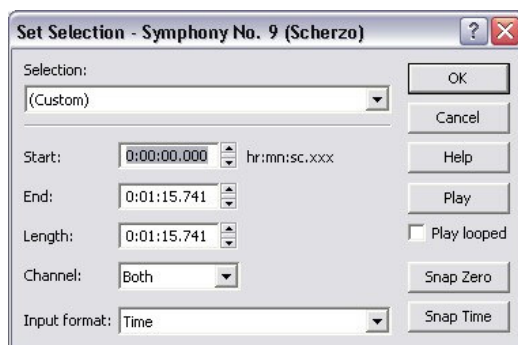 Set Selection - Symphony No. 9 (Scherzo)
Selection:
(Custom)
Start: 0:00:00.000 hr:mn:sc.xxx
End: 0:01:15.741
Length: 0:01:15.741
Channel: Both
Input format: Time
OK
Cancel
Help
Play
Play looped
Snap Zero
Snap Time